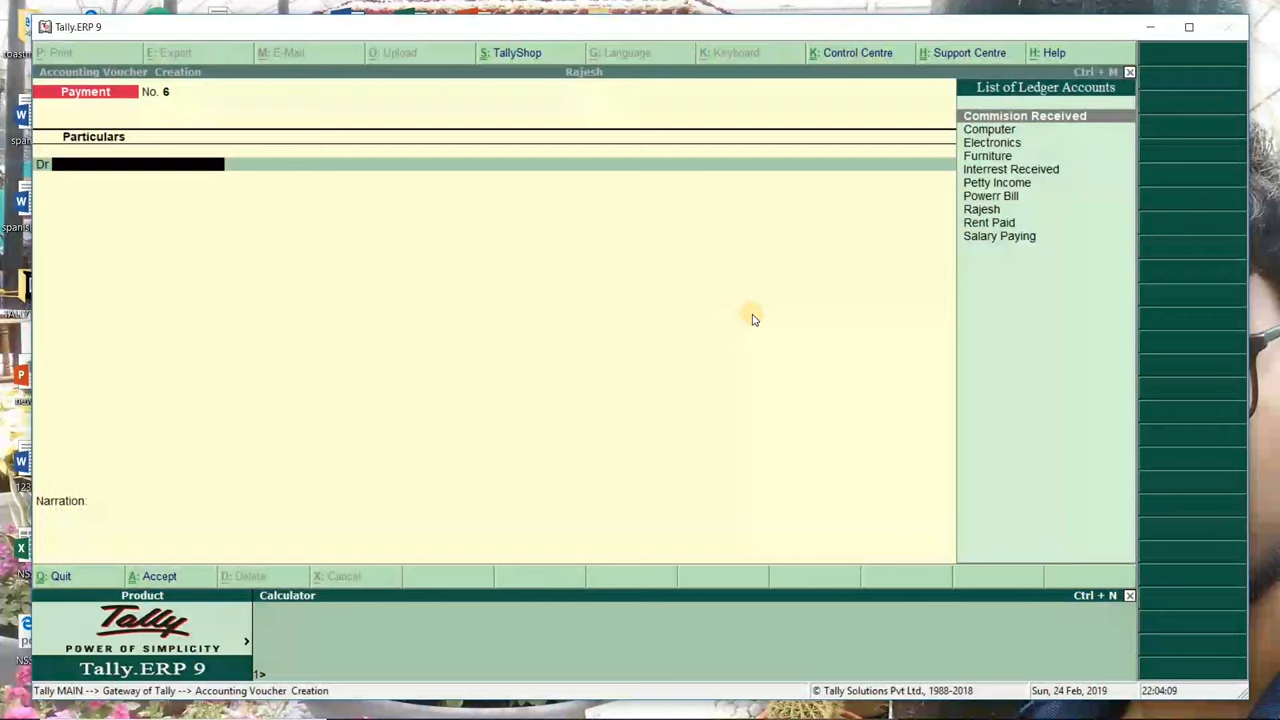 Tally.ERP 9
P: Print E: Export M: E-Mail O: Upload S: TallyShop G: Language K: Keyboard K: Control Centre H: Support Centre H: Help
Accounting Voucher Creation Rajesh Ctrl + M
Payment No. 6
Particulars
Dr
List of Ledger Accounts
Commision Received
Computer
Electronics
Furniture
Interrest Received
Petty Income
Powerr Bill
Rajesh
Rent Paid
Salary Paying
Narration:
Q: Quit A: Accept D: Delete X: Cancel
Product Calculator Ctrl + N
Tally
POWER OF SIMPLICITY
Tally.ERP 9
1>
Tally MAIN --> Gateway of Tally --> Accounting Voucher Creation © Tally Solutions Pvt Ltd., 1988-2018 Sun, 24 Feb, 2019 22:04:09